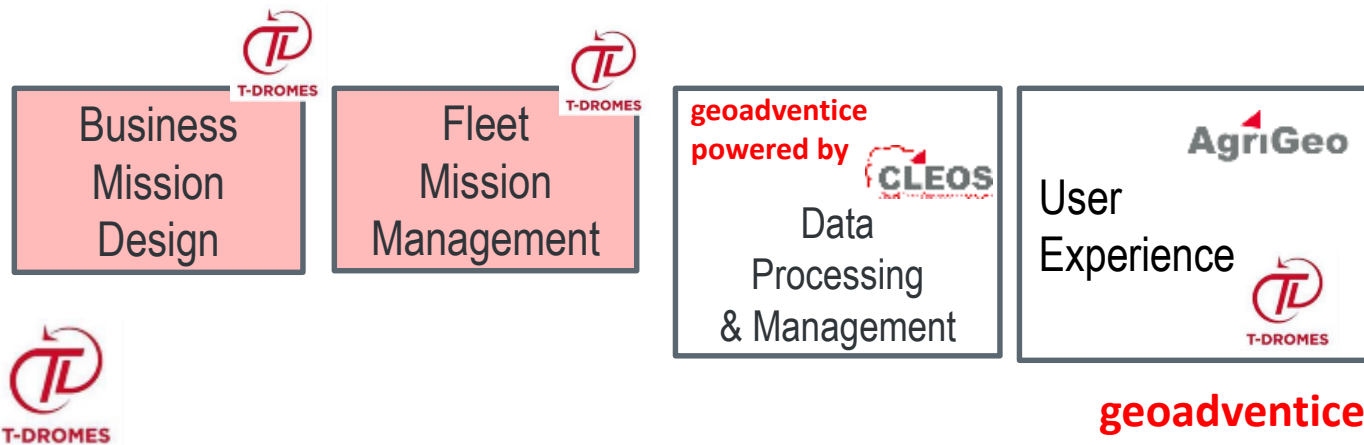 T-DROMES
Business
Mission
Design
T-DROMES
Fleet
Mission
Management
geoadventice
powered by
CLEOS
Data
Processing
& Management
AgriGeo
User
Experience
T-DROMES
T-DROMES
geoadventice